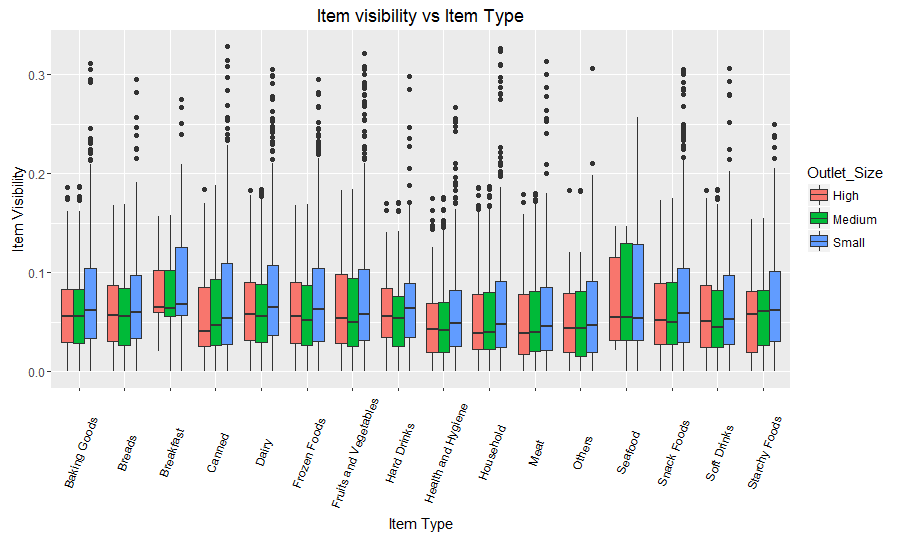 Item visibility vs Item Type
Item Visibility
0.3
0.2
0.1
0.0
Baking Goods
Breads
Breakfast
Canned
Dairy
Frozen Foods
Fruits and Vegetables
Hard Drinks
Health and Hygiene
Household
Meat
Others
Seafood
Snack Foods
Soft Drinks
Starchy Foods
Item Type
Outlet_Size
High
Medium
Small